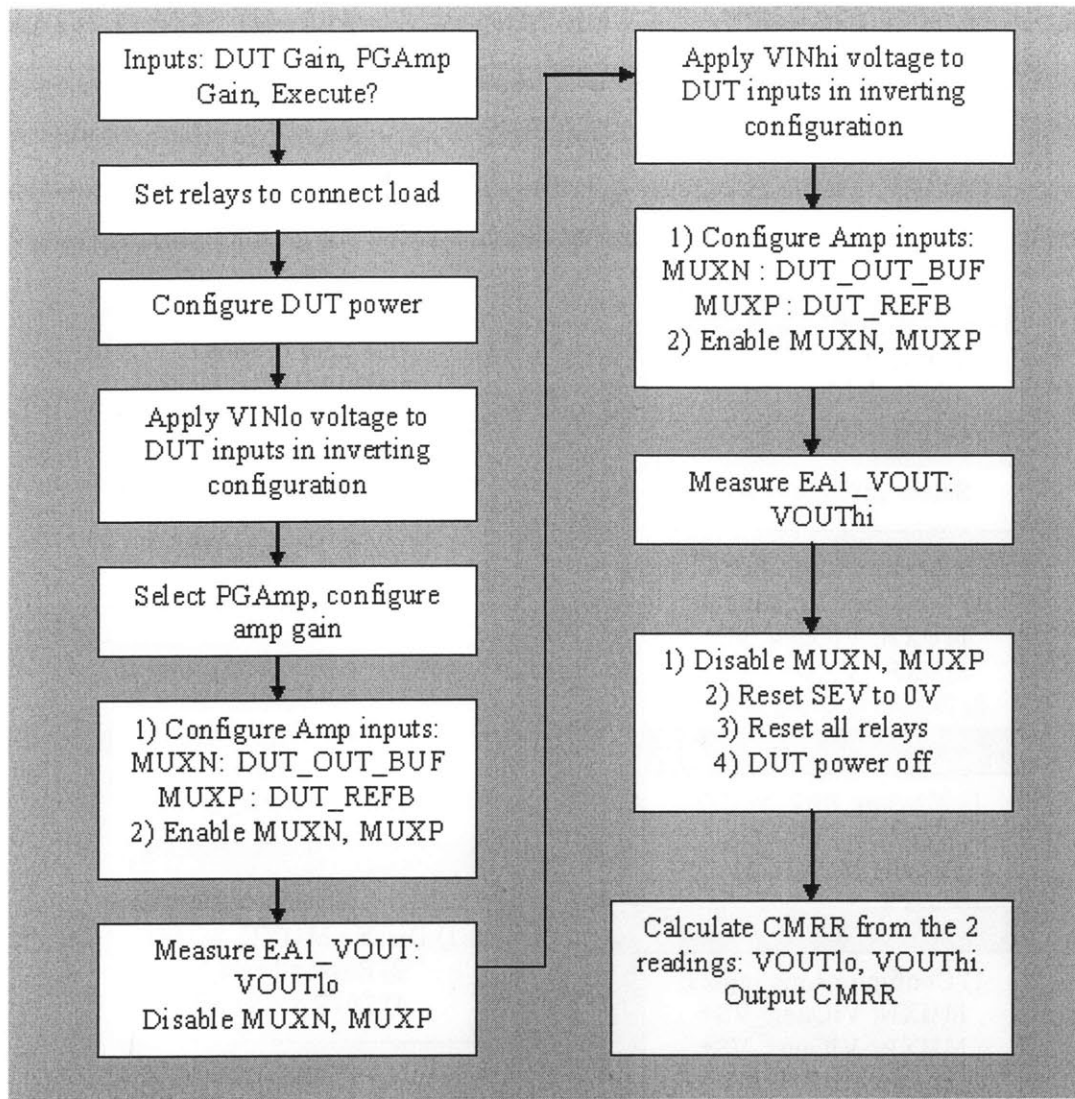 Inputs: DUT Gain, PGAmp
Gain, Execute?
Set relays to connect load
Configure DUT power
Apply VINlo voltage to
DUT inputs in inverting
configuration
Select PGAmp, configure
amp gain
1) Configure Amp inputs:
MUXN: DUT_OUT_BUF
MUXP : DUT_REFB
2) Enable MUXN, MUXP
Measure EA1_VOUT:
VOUTlo
Disable MUXN, MUXP
Apply VINhi voltage to
DUT inputs in inverting
configuration
1) Configure Amp inputs:
MUXN : DUT_OUT_BUF
MUXP : DUT_REFB
2) Enable MUXN, MUXP
Measure EA1_VOUT:
VOUThi
1) Disable MUXN, MUXP
2) Reset SEV to 0V
3) Reset all relays
4) DUT power off
Calculate CMRR from the 2
readings: VOUTlo, VOUThi.
Output CMRR